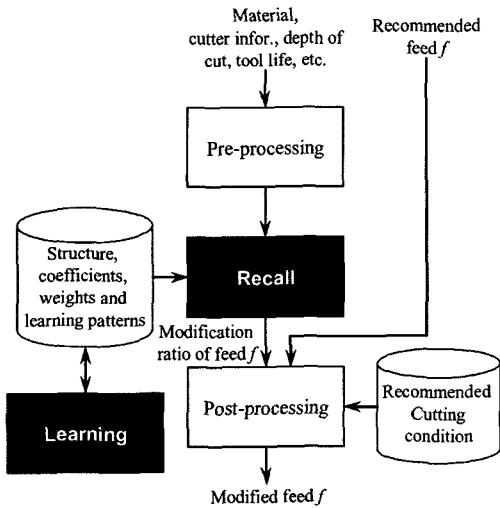 Material,
cutter infor., depth of
cut, tool life, etc.
Recommended
feed f
Pre-processing
Structure,
coefficients,
weights and
learning patterns
Recall
Modification
ratio of feed f
Learning
Post-processing
Recommended
Cutting
condition
Modified feed f